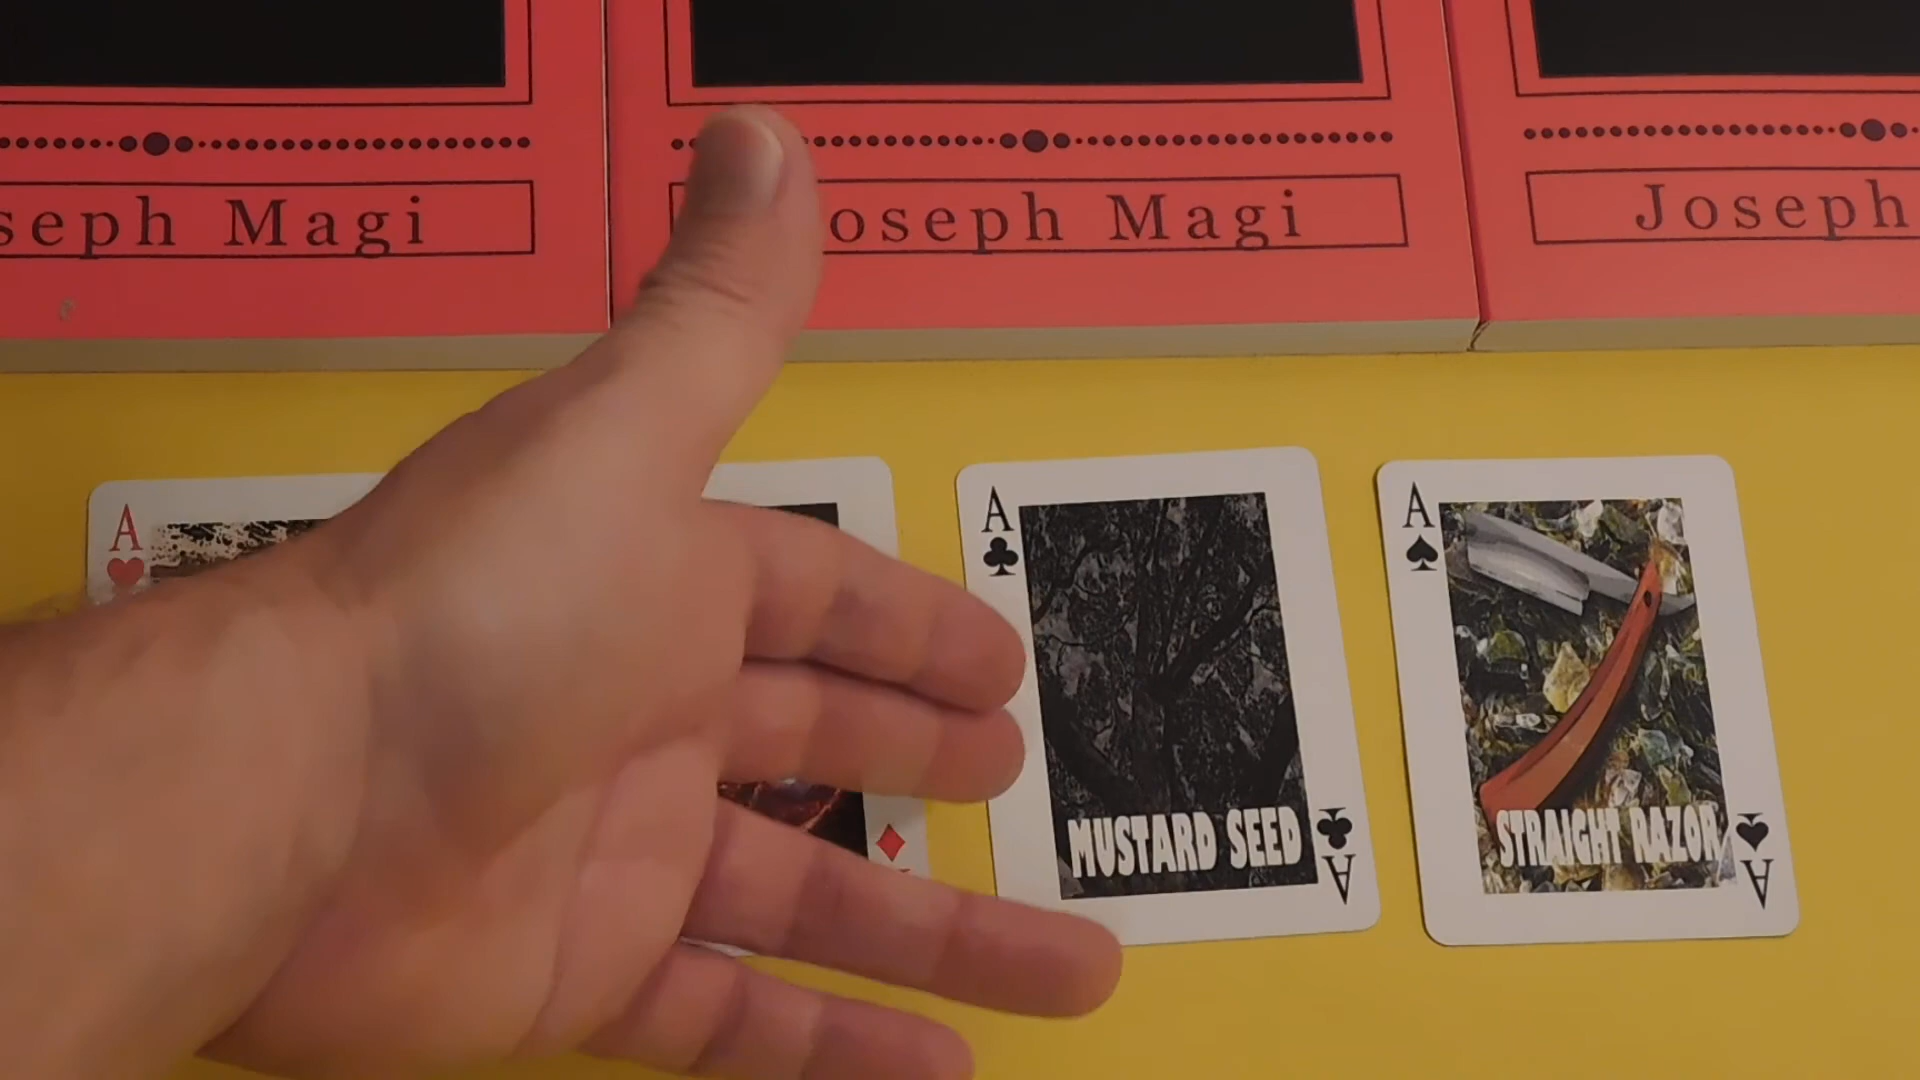 seph Magi
oseph Magi
Joseph
A
A
MUSTARD SEED
A
A
STRAIGHT RAZOR
A